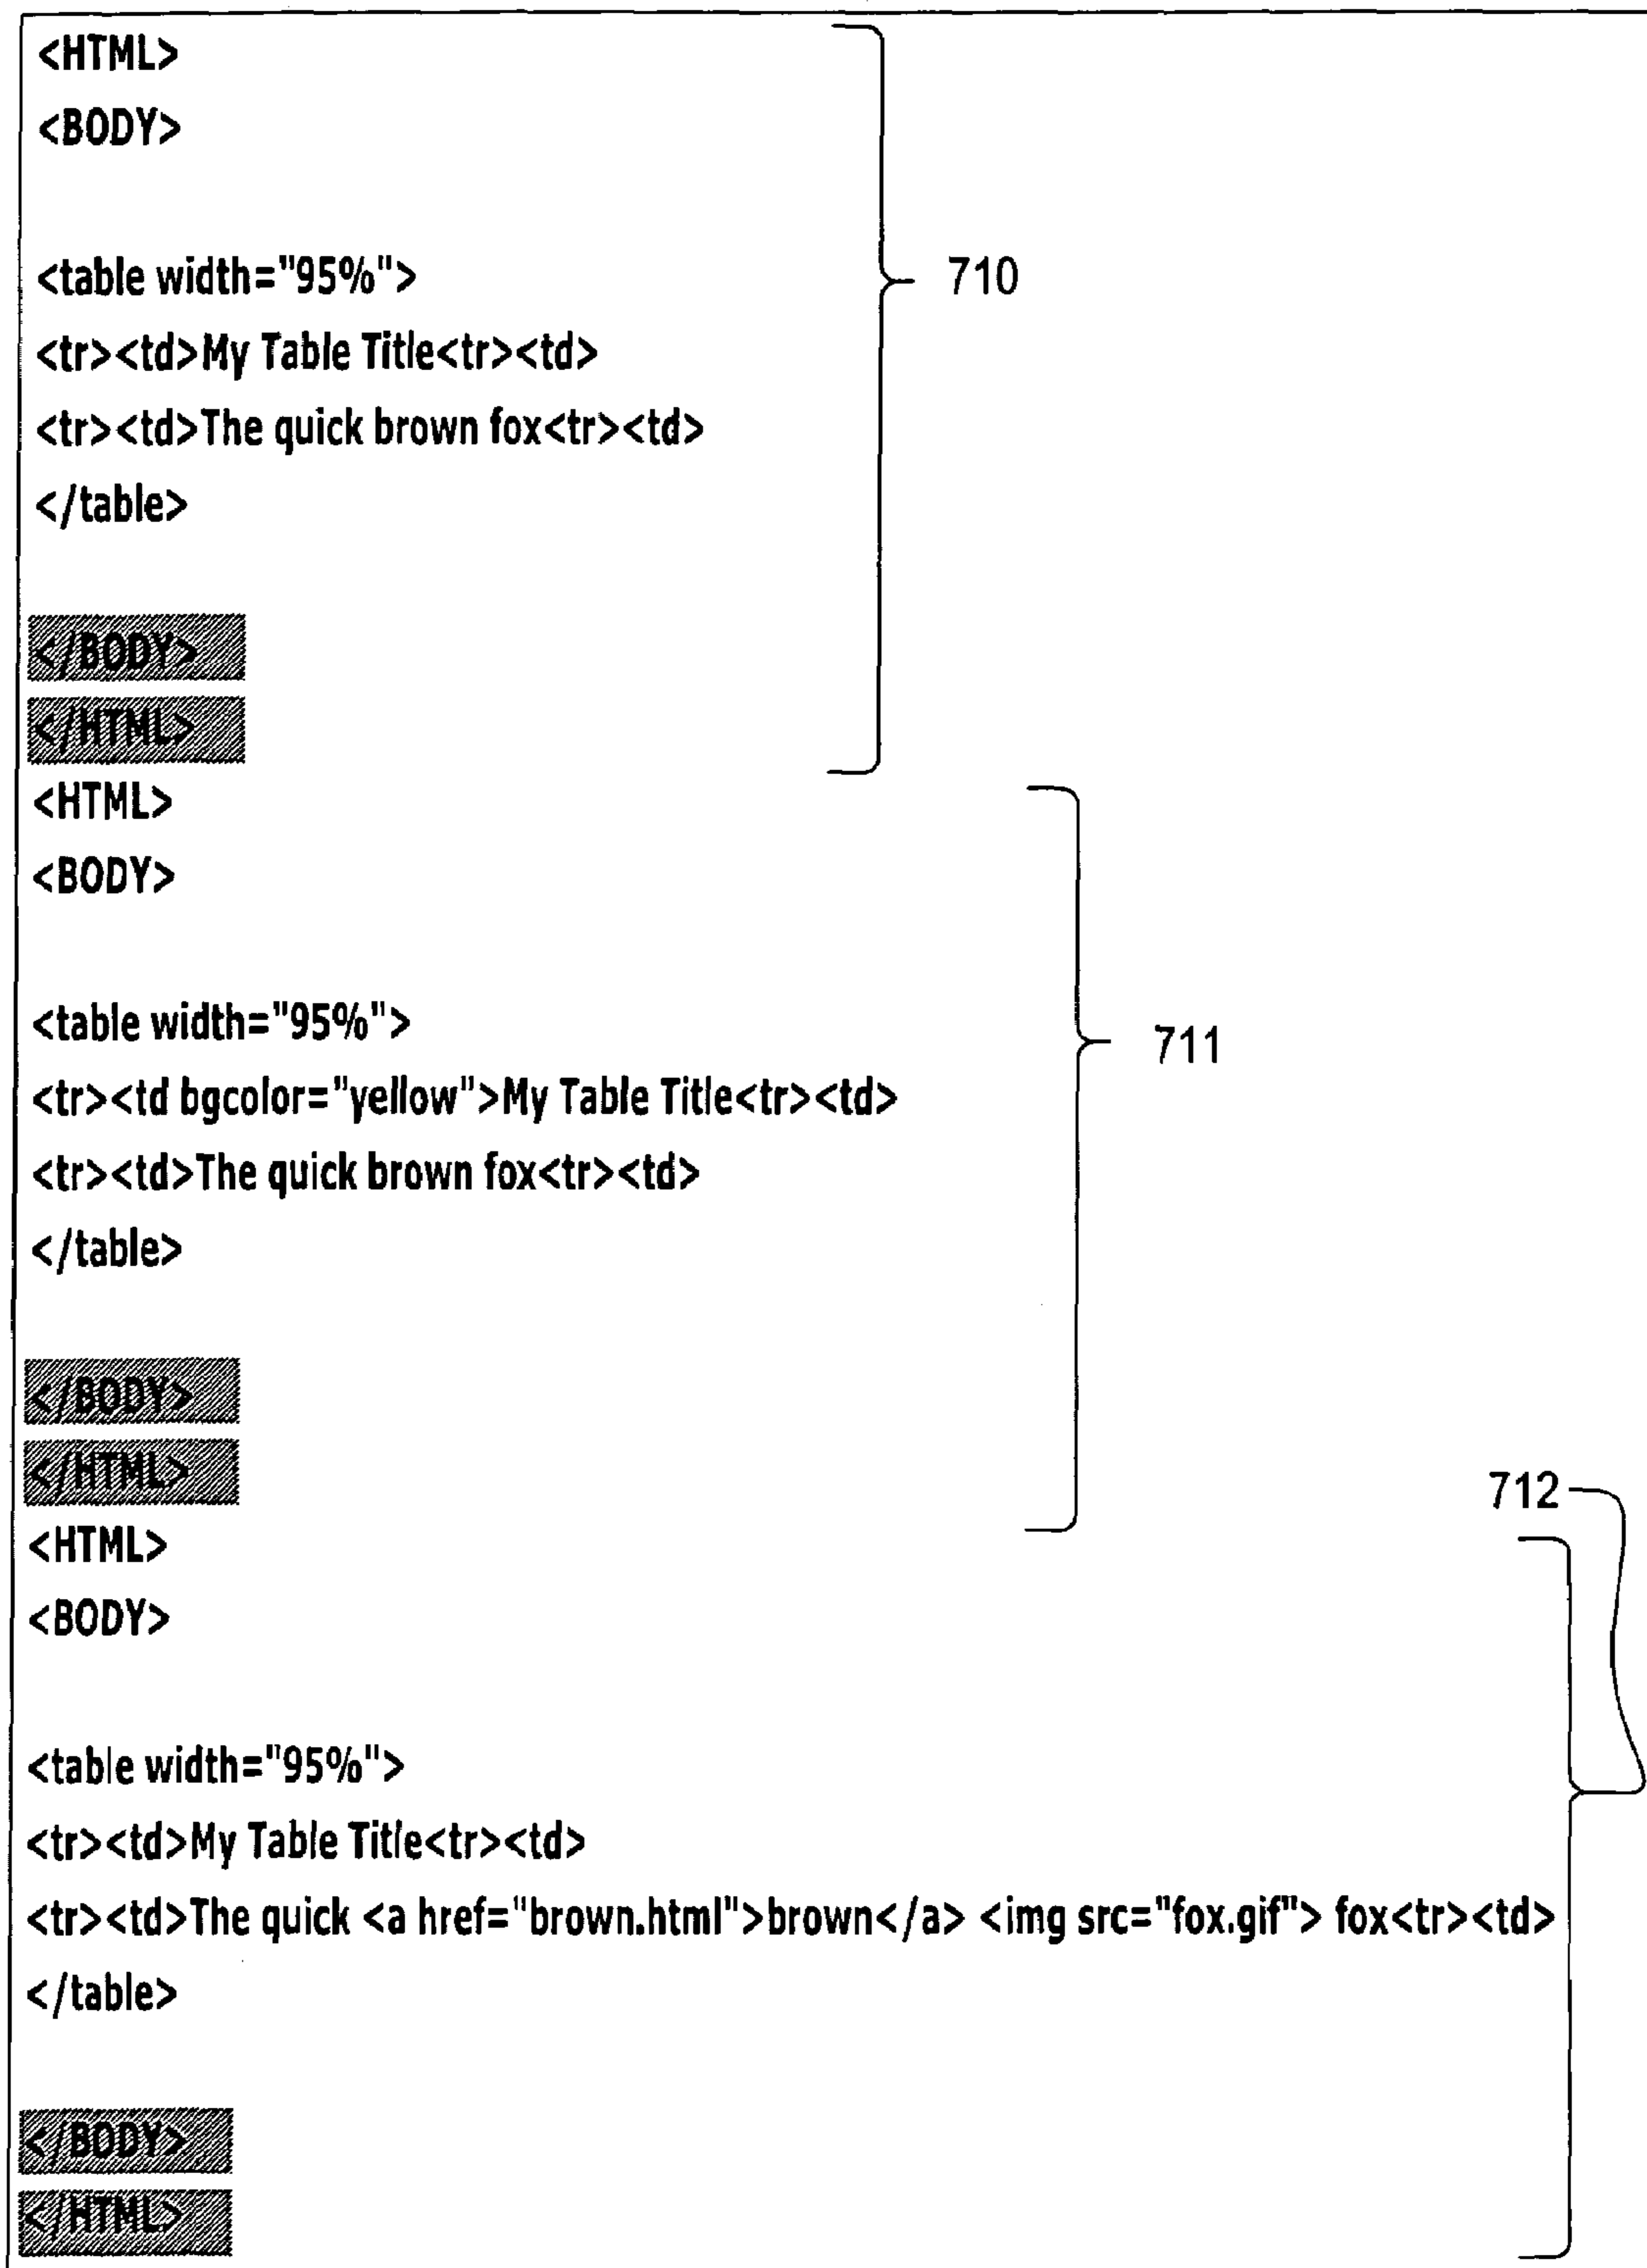 <HTML>
<BODY>
<table width="95%">
<tr><td>My Table Title<tr><td>
<tr><td>The quick brown fox<tr><td>
</table>
</BODY>
</HTML>
710
<HTML>
<BODY>
<table width="95%">
<tr><td bgcolor="yellow">My Table Title<tr><td>
<tr><td>The quick brown fox<tr><td>
</table>
</BODY>
</HTML>
711
<HTML>
<BODY>
<table width="95%">
<tr><td>My Table Title<tr><td>
<tr><td>The quick <a href="brown.html">brown</a> <img src="fox.gif"> fox<tr><td>
</table>
</BODY>
</HTML>
712